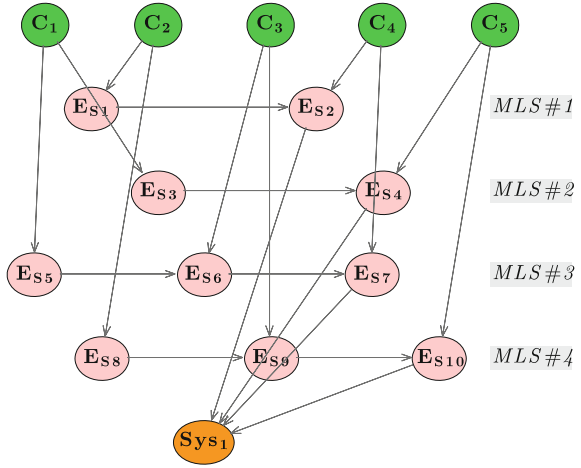 C1 C2 C3 C4 C5
ES1 ES2 MLS#1
ES3 ES4 MLS#2
ES5 ES6 ES7 MLS#3
ES8 ES9 ES10 MLS#4
Sys1